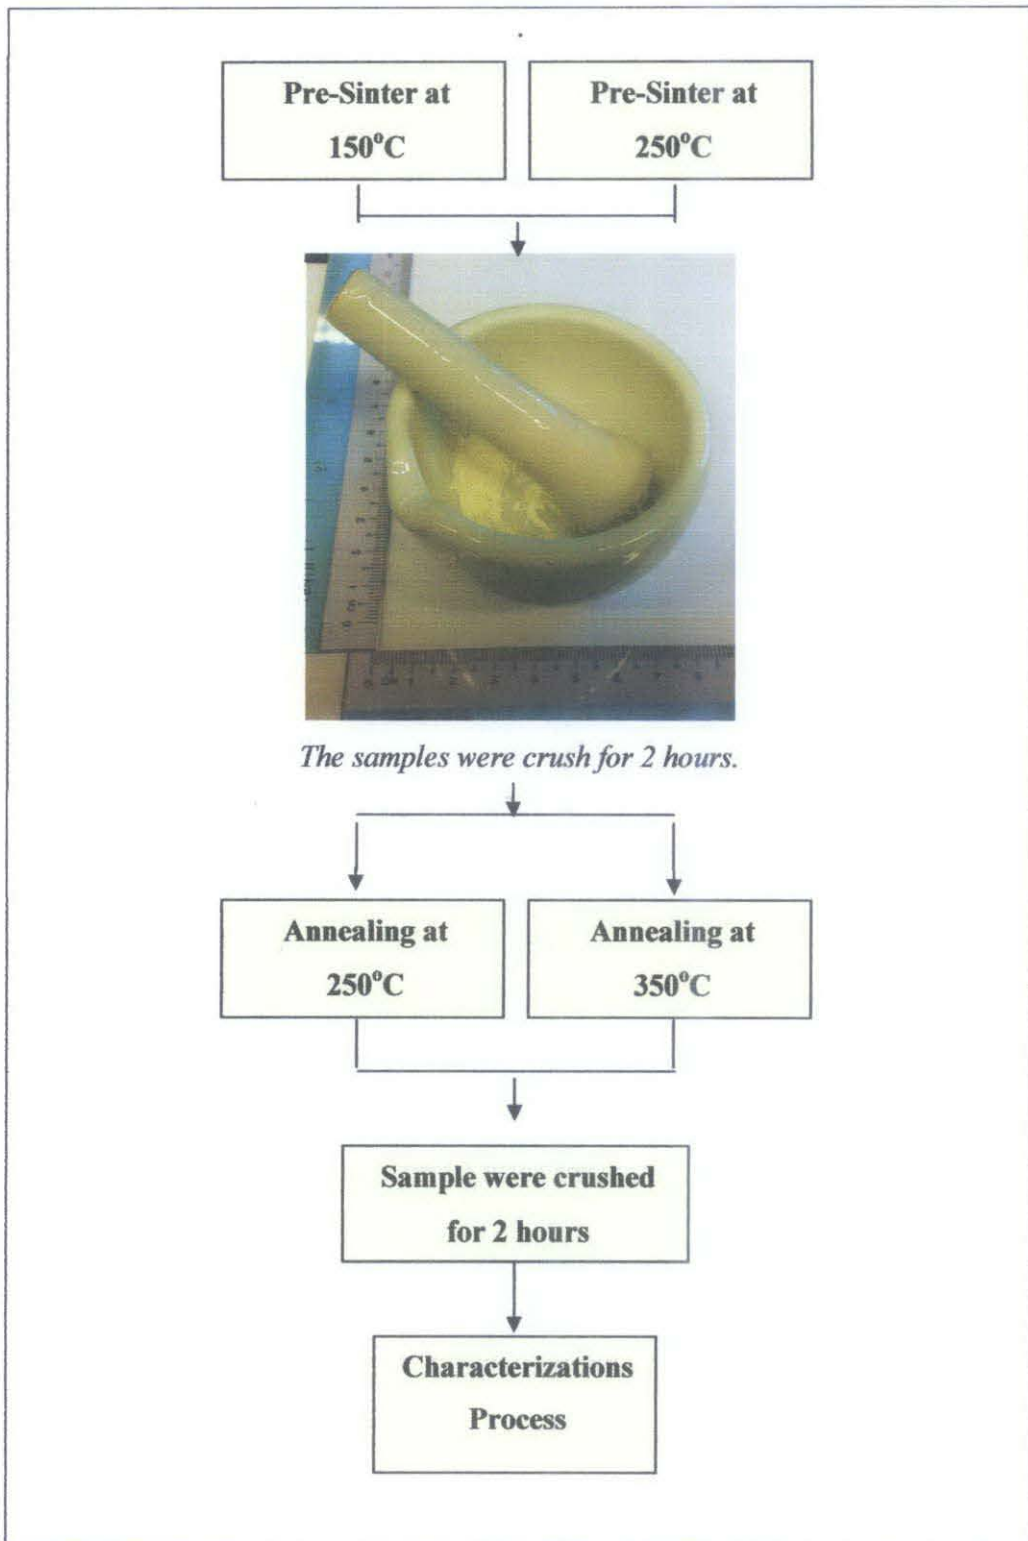 Pre-Sinter at
150°C
Pre-Sinter at
250°C
The samples were crush for 2 hours.
Annealing at
250°C
Annealing at
350°C
Sample were crushed
for 2 hours
Characterizations
Process